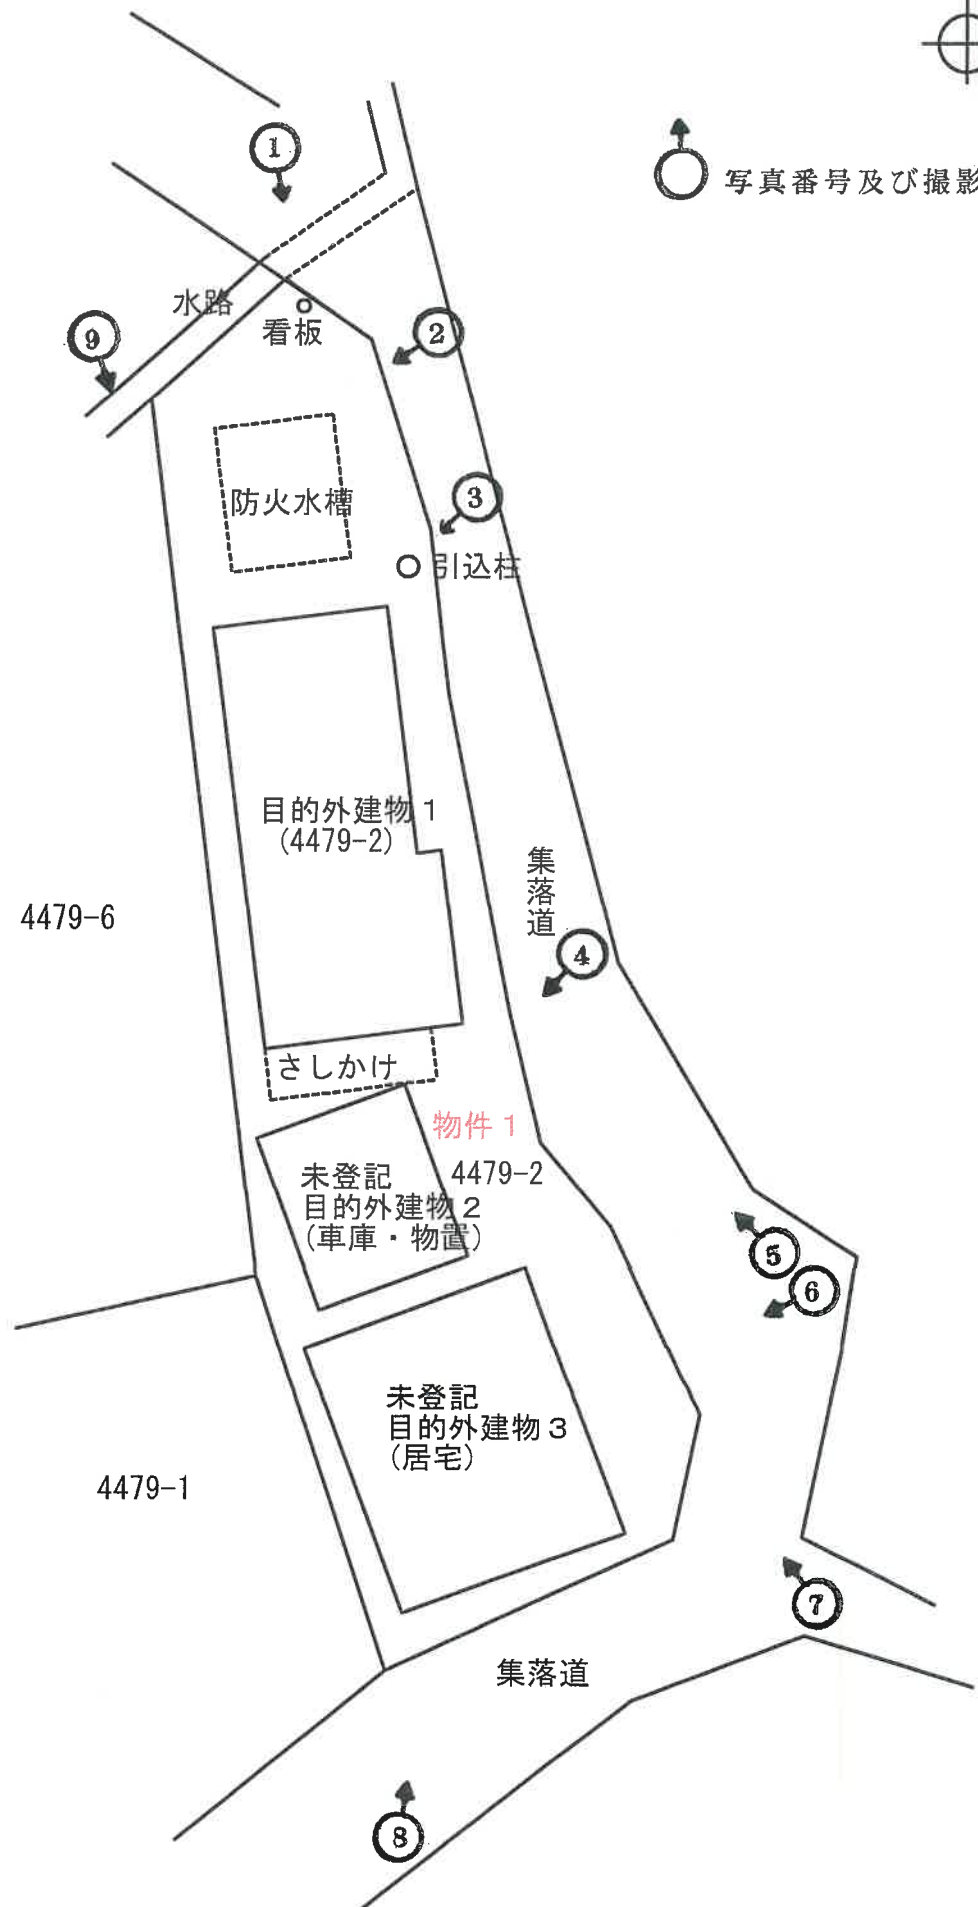 1
写真番号及び撮影
水路
看板
2
9
3
防火水槽
引込柱
目的外建物1
(4479-2)
集落道
4479-6
4
さしかけ
物件1
4479-2
未登記
目的外建物2
(車庫・物置)
5
6
未登記
目的外建物3
(居宅)
4479-1
7
集落道
8